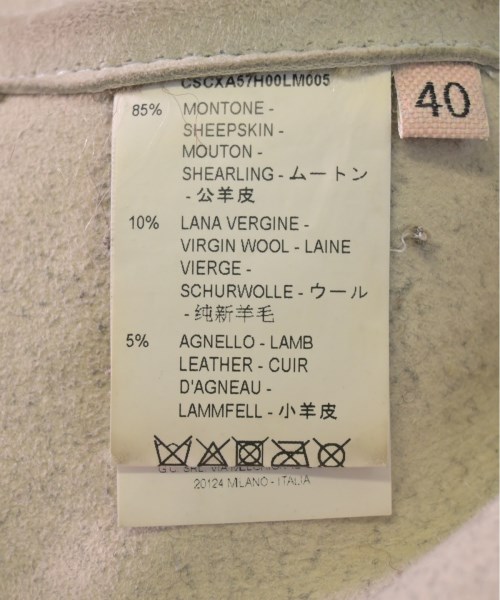 CSCXA57H00LM005
40
85% MONTONE -
SHEEPSKIN -
MOUTON -
SHEARLING - ムートン
- 公羊皮
10% LANA VERGINE -
VIRGIN WOOL - LAINE
VIERGE -
SCHURWOLLE - ウール
- 纯新羊毛
5% AGNELLO - LAMB
LEATHER - CUIR
D'AGNEAU -
LAMMFELL - 小羊皮
20124 MILANO - ITALIA